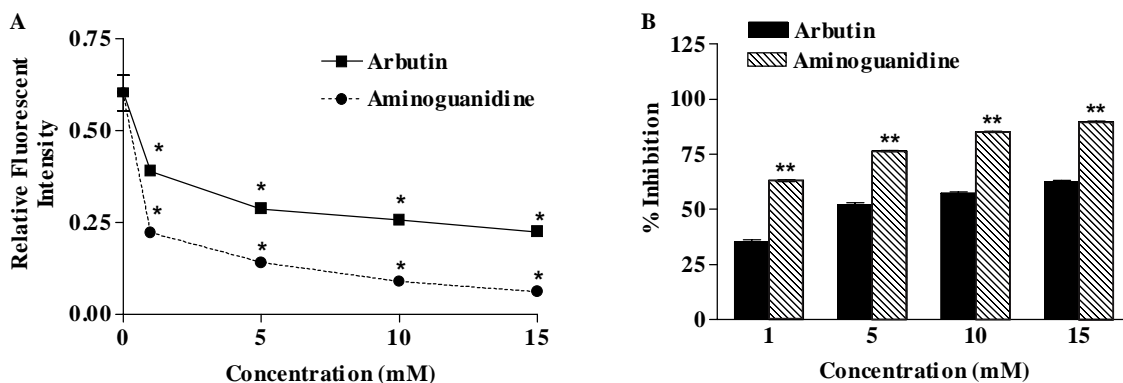 A
Relative Fluorescent
Intensity
0.75
0.50
0.25
0.00
Arbutin
Aminoguanidine
*
*
*
*
*
*
*
*
0 5 10 15
Concentration (mM)
B
% Inhibition
125
100
75
50
25
0
Arbutin
Aminoguanidine
**
**
**
**
1 5 10 15
Concentration (mM)